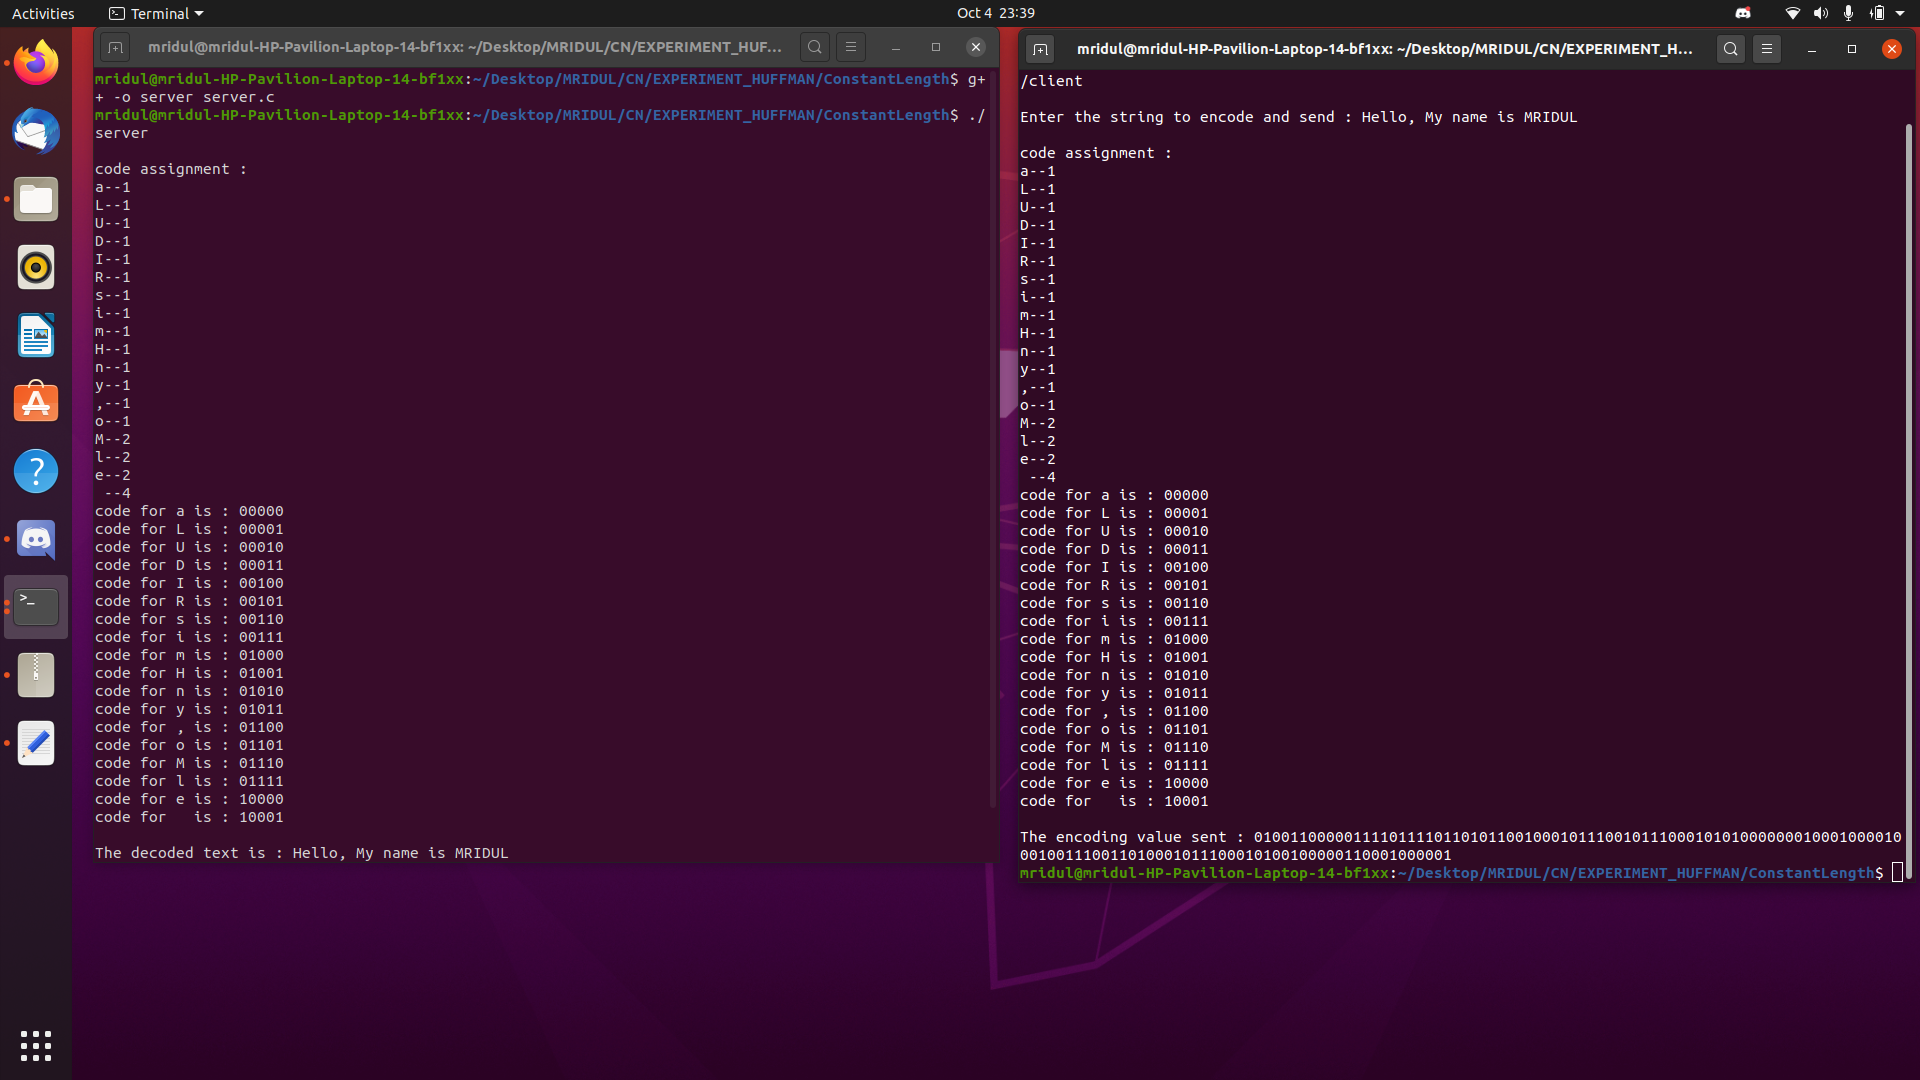 Activities
Terminal
Oct 4 23:39
mridul@mridul-HP-Pavilion-Laptop-14-bf1xx: ~/Desktop/MRIDUL/CN/EXPERIMENT_HUF...
mridul@mridul-HP-Pavilion-Laptop-14-bf1xx:~/Desktop/MRIDUL/CN/EXPERIMENT_HUFFMAN/ConstantLength$ g+
+ -o server server.c
mridul@mridul-HP-Pavilion-Laptop-14-bf1xx:~/Desktop/MRIDUL/CN/EXPERIMENT_HUFFMAN/ConstantLength$ ./
server
code assignment :
a--1
L--1
U--1
D--1
I--1
R--1
s--1
i--1
m--1
H--1
n--1
y--1
,--1
o--1
M--2
l--2
e--2
 --4
code for a is : 00000
code for L is : 00001
code for U is : 00010
code for D is : 00011
code for I is : 00100
code for R is : 00101
code for s is : 00110
code for i is : 00111
code for m is : 01000
code for H is : 01001
code for n is : 01010
code for y is : 01011
code for , is : 01100
code for o is : 01101
code for M is : 01110
code for l is : 01111
code for e is : 10000
code for   is : 10001
The decoded text is : Hello, My name is MRIDUL
mridul@mridul-HP-Pavilion-Laptop-14-bf1xx: ~/Desktop/MRIDUL/CN/EXPERIMENT_H...
/client
Enter the string to encode and send : Hello, My name is MRIDUL
code assignment :
a--1
L--1
U--1
D--1
I--1
R--1
s--1
i--1
m--1
H--1
n--1
y--1
,--1
o--1
M--2
l--2
e--2
 --4
code for a is : 00000
code for L is : 00001
code for U is : 00010
code for D is : 00011
code for I is : 00100
code for R is : 00101
code for s is : 00110
code for i is : 00111
code for m is : 01000
code for H is : 01001
code for n is : 01010
code for y is : 01011
code for , is : 01100
code for o is : 01101
code for M is : 01110
code for l is : 01111
code for e is : 10000
code for   is : 10001
The encoding value sent : 010011000001111011110110101100100010111001011100010101000000010001000010
0010011100110100010111000101001000001100010000​01
mridul@mridul-HP-Pavilion-Laptop-14-bf1xx:~/Desktop/MRIDUL/CN/EXPERIMENT_HUFFMAN/ConstantLength$